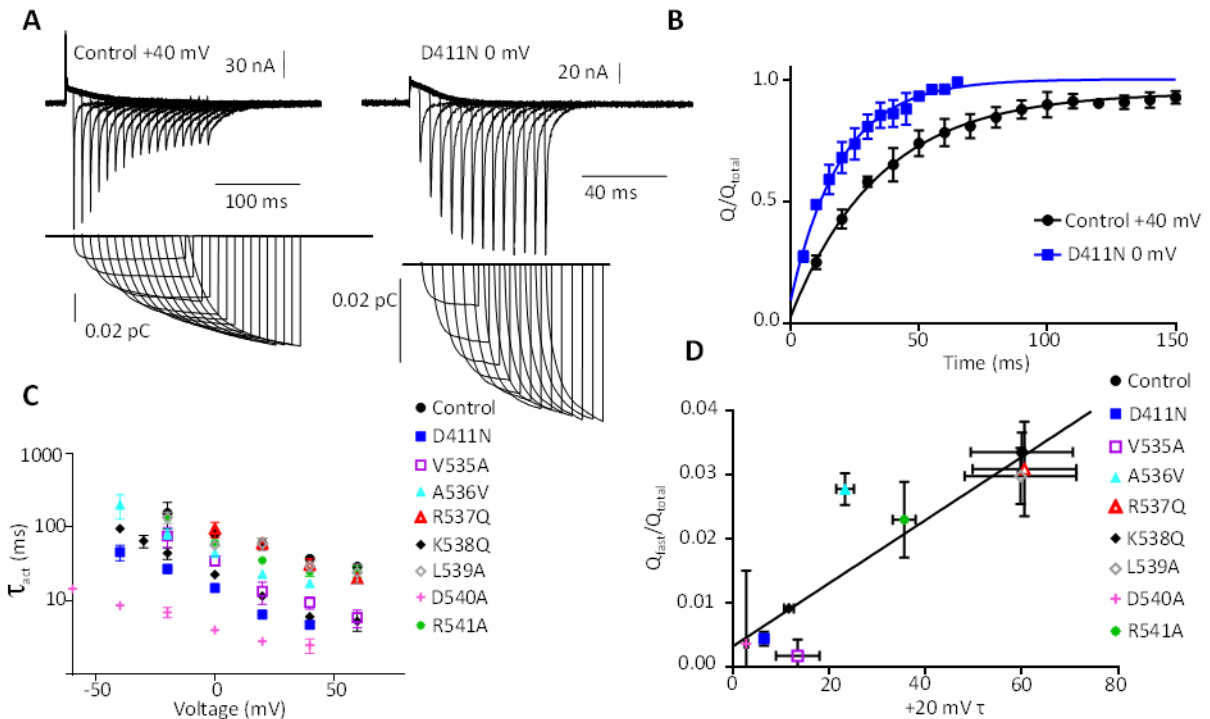 A
Control +40 mV
30 nA
D411N 0 mV
20 nA
100 ms
40 ms
0.02 pC
0.02 pC
B
1.0
0.5
0.0
Q/Qtotal
0
50
100
150
Time (ms)
Control +40 mV
D411N 0 mV
C
1000
100
10
τact (ms)
-50
0
50
Voltage (mV)
Control
D411N
V535A
A536V
R537Q
K538Q
L539A
D540A
R541A
D
0.04
0.03
0.02
0.01
0.00
Qfast/Qtotal
0
20
40
60
80
+20 mV τ
Control
D411N
V535A
A536V
R537Q
K538Q
L539A
D540A
R541A